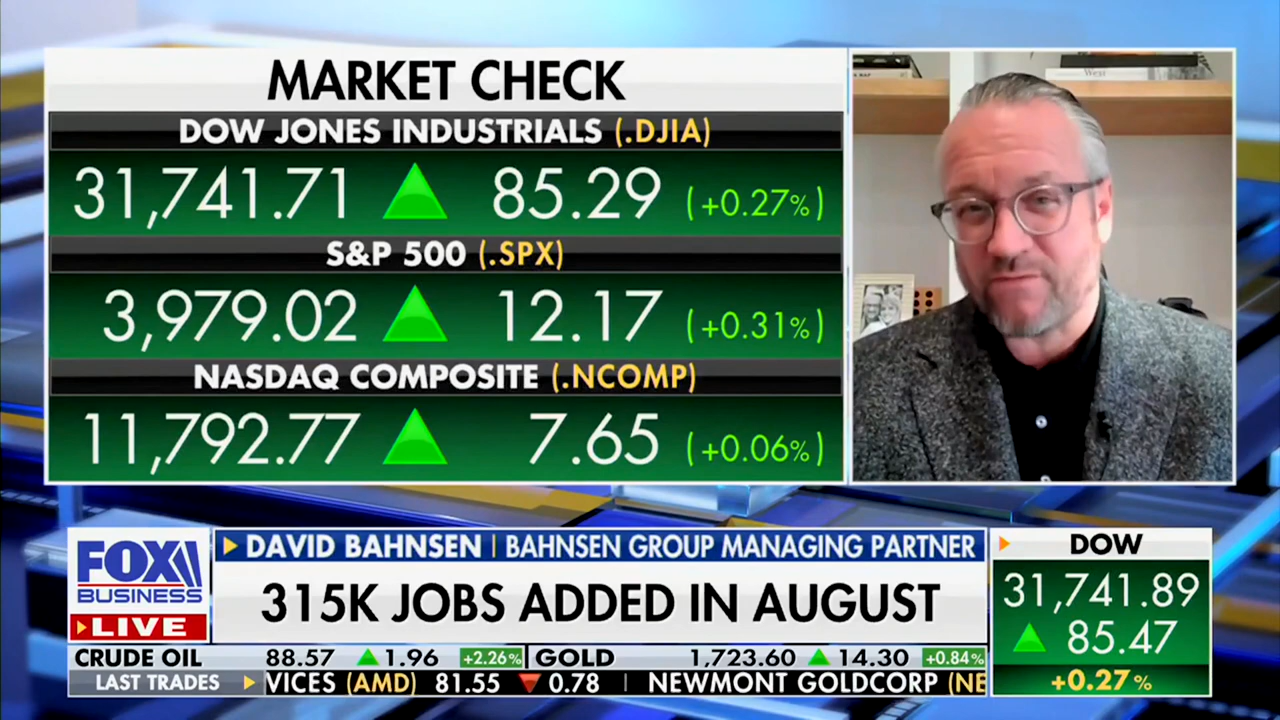 MARKET CHECK
DOW JONES INDUSTRIALS (.DJIA)
31,741.71 ▲ 85.29 (+0.27%)
S&P 500 (.SPX)
3,979.02 ▲ 12.17 (+0.31%)
NASDAQ COMPOSITE (.NCOMP)
11,792.77 ▲ 7.65 (+0.06%)
West
FOX
BUSINESS
LIVE
DAVID BAHNSEN | BAHNSEN GROUP MANAGING PARTNER
315K JOBS ADDED IN AUGUST
DOW
31,741.89
▲ 85.47
+0.27%
CRUDE OIL 88.57 ▲ 1.96 +2.26% GOLD 1,723.60 ▲ 14.30 +0.84%
LAST TRADES VICES (AMD) 81.55 ▼ 0.78 | NEWMONT GOLDCORP (NE